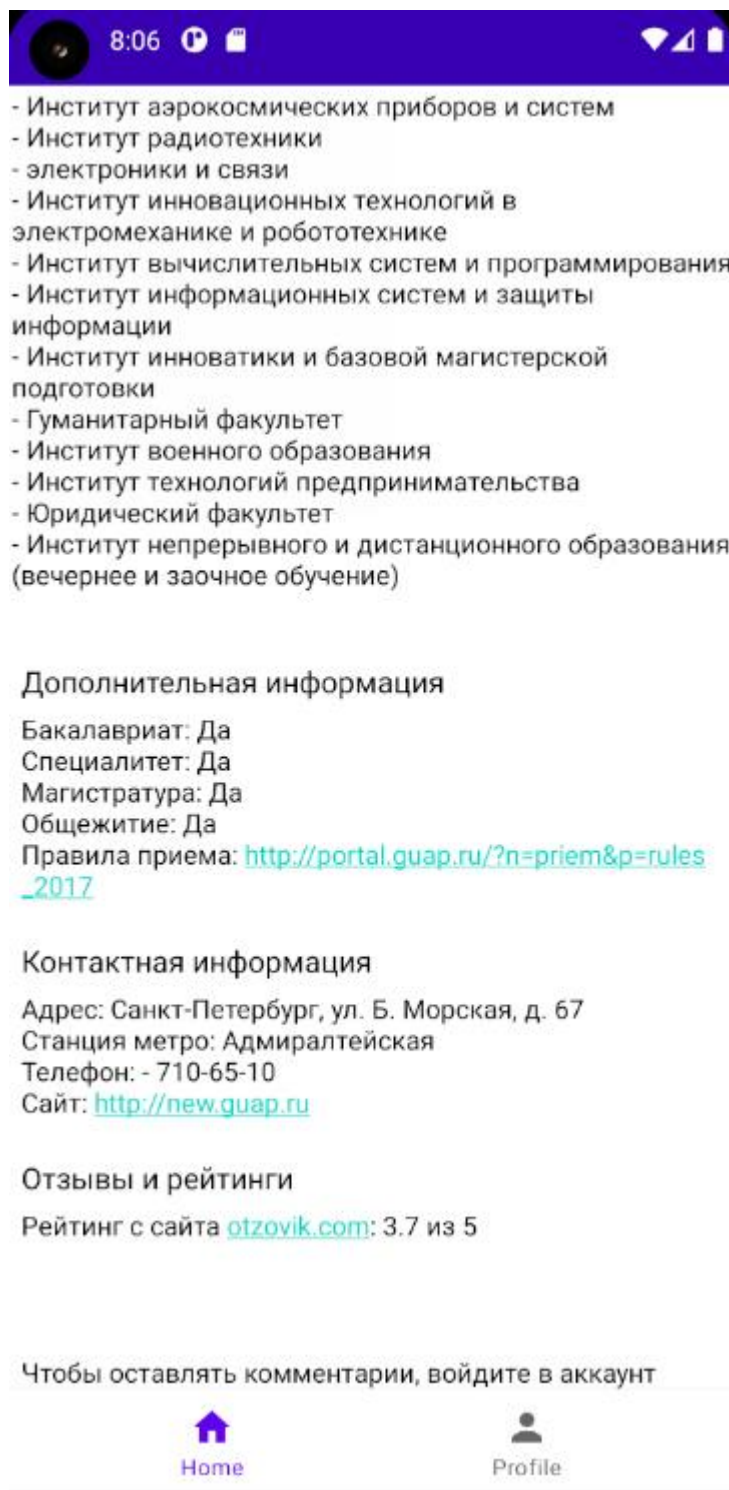 8:06
- Институт аэрокосмических приборов и систем
- Институт радиотехники
- электроники и связи
- Институт инновационных технологий в
электромеханике и робототехнике
- Институт вычислительных систем и программирования
- Институт информационных систем и защиты
информации
- Институт инноватики и базовой магистерской
подготовки
- Гуманитарный факультет
- Институт военного образования
- Институт технологий предпринимательства
- Юридический факультет
- Институт непрерывного и дистанционного образования
(вечернее и заочное обучение)
Дополнительная информация
Бакалавриат: Да
Специалитет: Да
Магистратура: Да
Общежитие: Да
Правила приема: http://portal.guap.ru/?n=priem&p=rules
_2017
Контактная информация
Адрес: Санкт-Петербург, ул. Б. Морская, д. 67
Станция метро: Адмиралтейская
Телефон: - 710-65-10
Сайт: http://new.guap.ru
Отзывы и рейтинги
Рейтинг с сайта otzovik.com: 3.7 из 5
Чтобы оставлять комментарии, войдите в аккаунт
Home
Profile